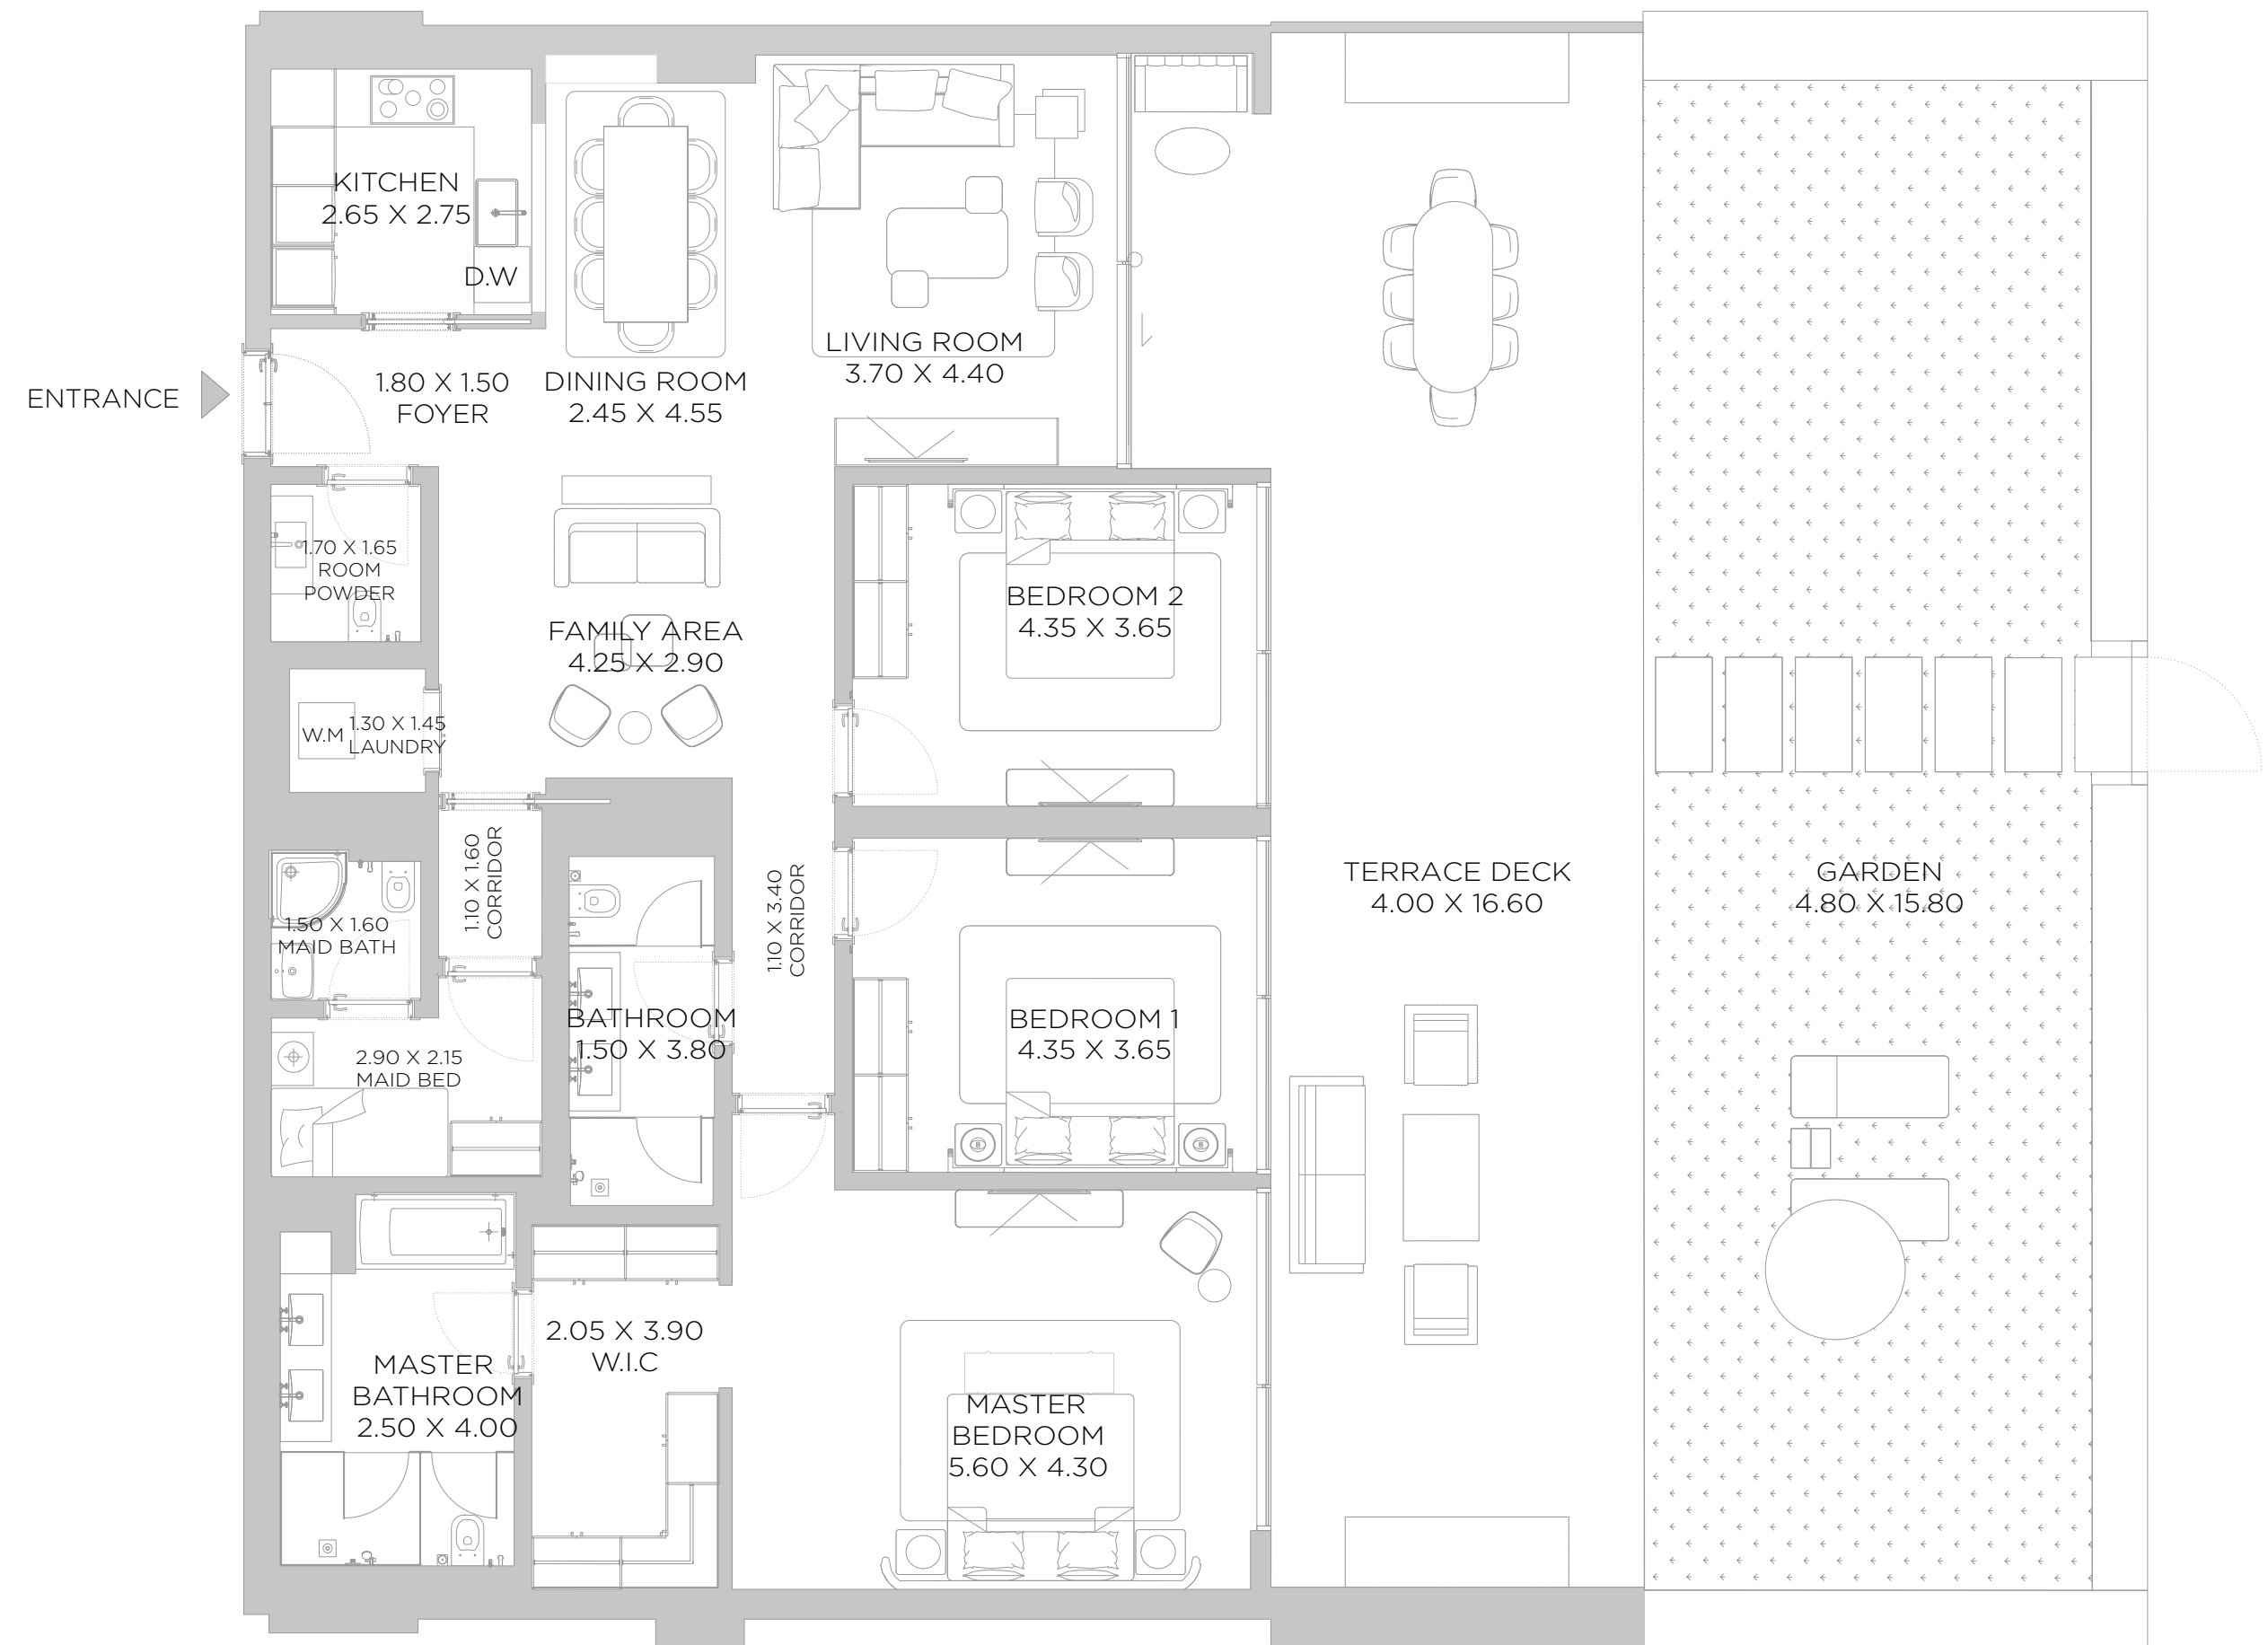 KITCHEN
2.65 X 2.75
D.W
ENTRANCE
1.80 X 1.50
FOYER
DINING ROOM
2.45 X 4.55
LIVING ROOM
3.70 X 4.40
1.70 X 1.65
ROOM
POWDER
FAMILY AREA
4.25 X 2.90
BEDROOM 2
4.35 X 3.65
W.M
1.30 X 1.45
LAUNDRY
1.10 X 1.60
CORRIDOR
1.10 X 3.40
CORRIDOR
TERRACE DECK
4.00 X 16.60
GARDEN
4.80 X 15.80
1.50 X 1.60
MAID BATH
BATHROOM
1.50 X 3.80
BEDROOM 1
4.35 X 3.65
2.90 X 2.15
MAID BED
2.05 X 3.90
W.I.C
MASTER
BATHROOM
2.50 X 4.00
MASTER
BEDROOM
5.60 X 4.30